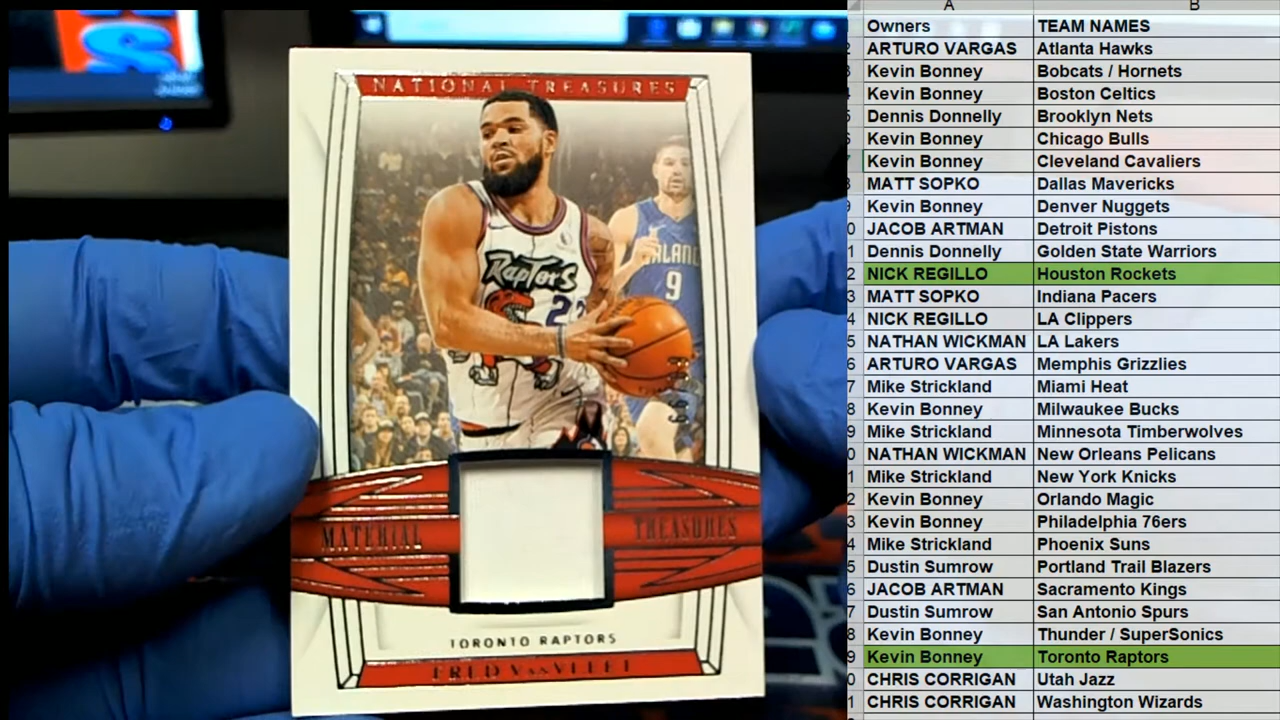 S
NATIONAL TREASURES
RAPTORS
2
ORLANDO
9
MATERIAL
TREASURES
TORONTO RAPTORS
FRED VANVLEET
A B
Owners TEAM NAMES
ARTURO VARGAS Atlanta Hawks
Kevin Bonney Bobcats / Hornets
Kevin Bonney Boston Celtics
Dennis Donnelly Brooklyn Nets
Kevin Bonney Chicago Bulls
Kevin Bonney Cleveland Cavaliers
MATT SOPKO Dallas Mavericks
Kevin Bonney Denver Nuggets
JACOB ARTMAN Detroit Pistons
Dennis Donnelly Golden State Warriors
NICK REGILLO Houston Rockets
MATT SOPKO Indiana Pacers
NICK REGILLO LA Clippers
NATHAN WICKMAN LA Lakers
ARTURO VARGAS Memphis Grizzlies
Mike Strickland Miami Heat
Kevin Bonney Milwaukee Bucks
Mike Strickland Minnesota Timberwolves
NATHAN WICKMAN New Orleans Pelicans
Mike Strickland New York Knicks
Kevin Bonney Orlando Magic
Kevin Bonney Philadelphia 76ers
Mike Strickland Phoenix Suns
Dustin Sumrow Portland Trail Blazers
JACOB ARTMAN Sacramento Kings
Dustin Sumrow San Antonio Spurs
Kevin Bonney Thunder / SuperSonics
Kevin Bonney Toronto Raptors
CHRIS CORRIGAN Utah Jazz
CHRIS CORRIGAN Washington Wizards